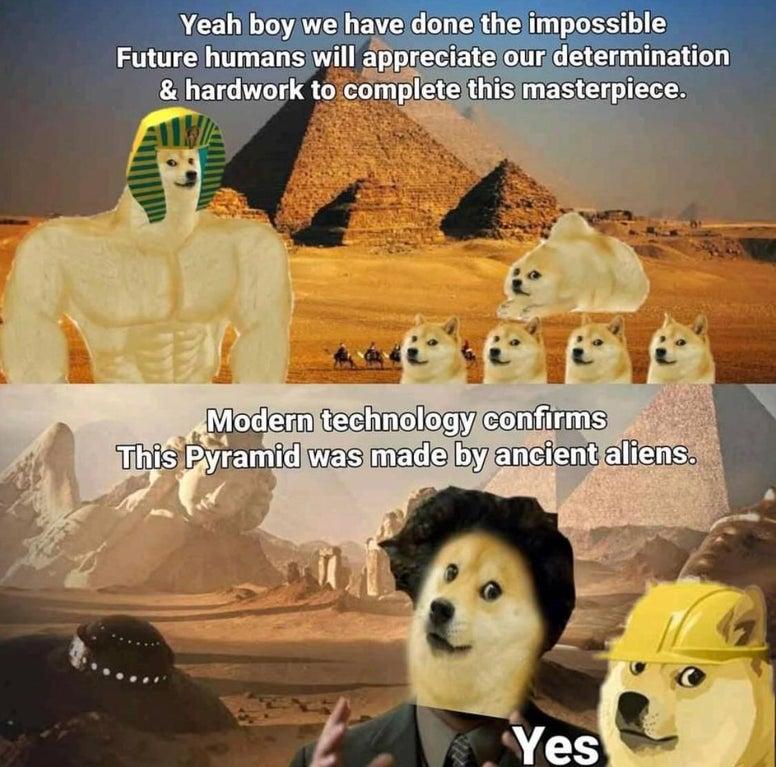 Yeah boy we have done the impossible
Future humans will appreciate our determination
& hardwork to complete this masterpiece.
Modern technology confirms
This Pyramid was made by ancient aliens.
Yes